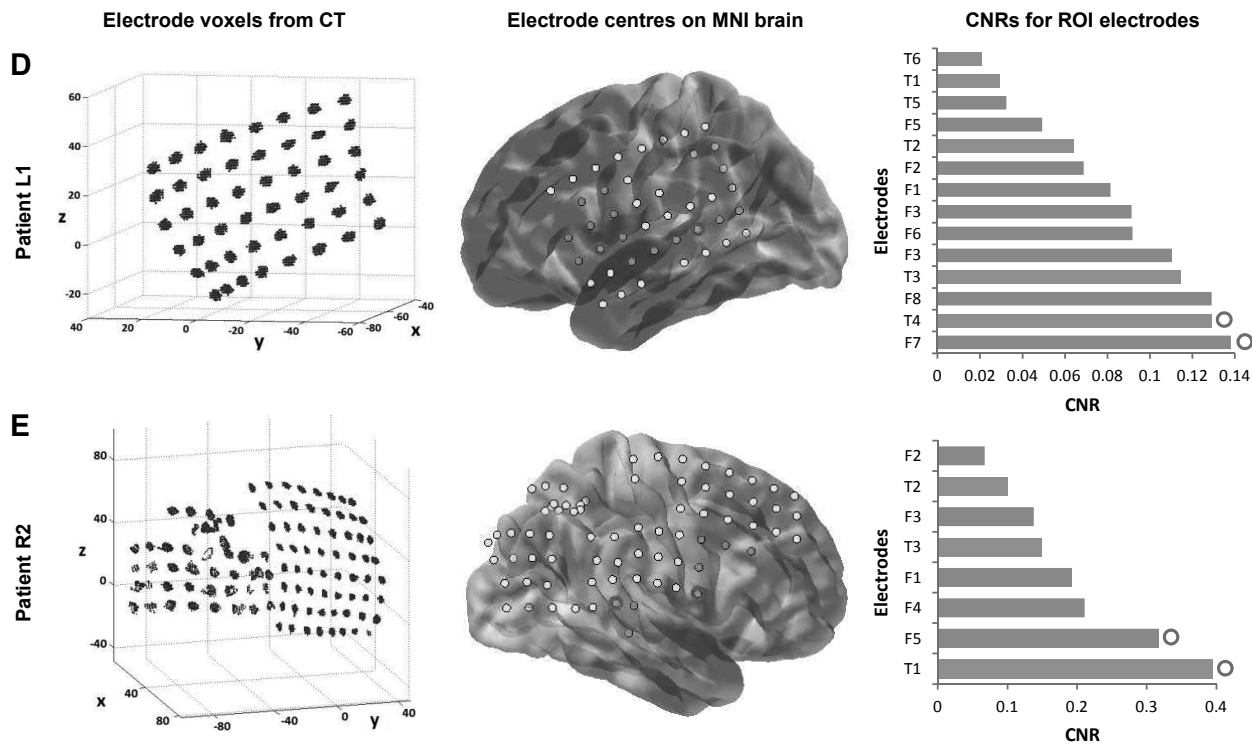 Electrode voxels from CT
Electrode centres on MNI brain
CNRs for ROI electrodes
D
Patient L1
60
40
20
0
-20
z
40
20
0
-20
-40
-60
y
-80
-60
-40
x
Electrodes
T6
T1
T5
F5
T2
F2
F1
F3
F6
F3
T3
F8
T4
F7
0
0.02
0.04
0.06
0.08
0.1
0.12
0.14
CNR
E
Patient R2
80
40
0
-40
z
x
40
80
-80
-40
0
40
y
Electrodes
F2
T2
F3
T3
F1
F4
F5
T1
0
0.1
0.2
0.3
0.4
CNR